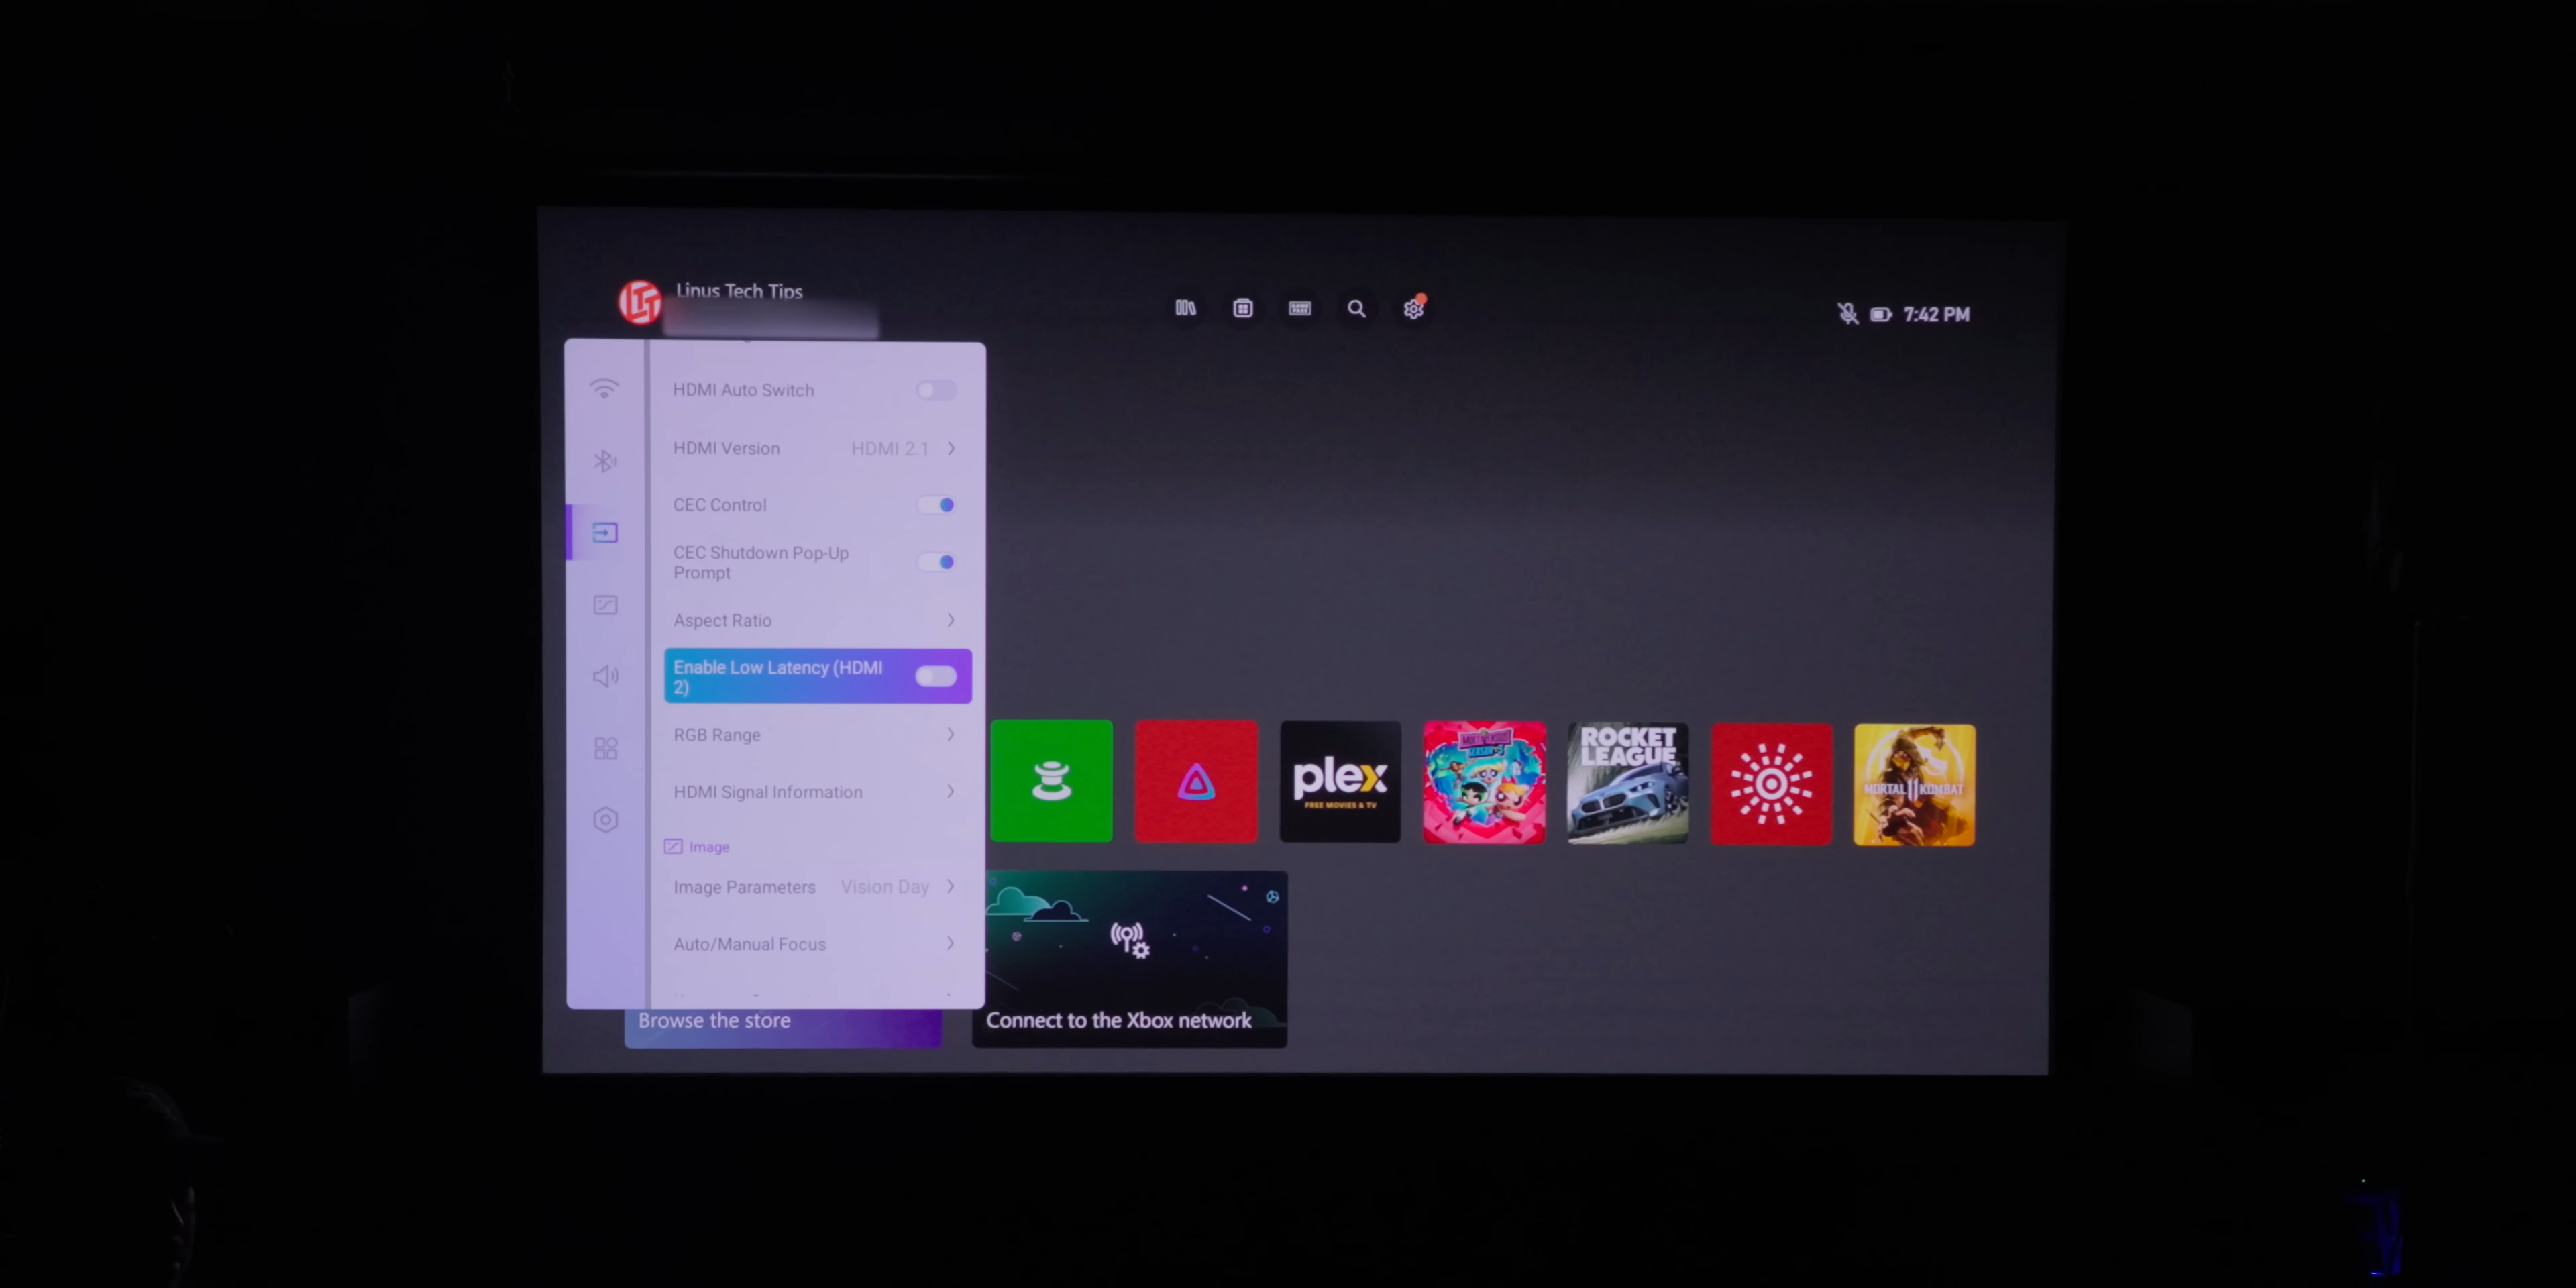 Linus Tech Tips
7:42 PM
HDMI Auto Switch
HDMI Version HDMI 2.1
CEC Control
CEC Shutdown Pop-Up
Prompt
Aspect Ratio
Enable Low Latency (HDMI
2)
RGB Range
HDMI Signal Information
Image
Image Parameters Vision Day
Auto/Manual Focus
plex
FREE MOVIES & TV
ROCKET
LEAGUE
MORTAL KOMBAT
Browse the store
Connect to the Xbox network